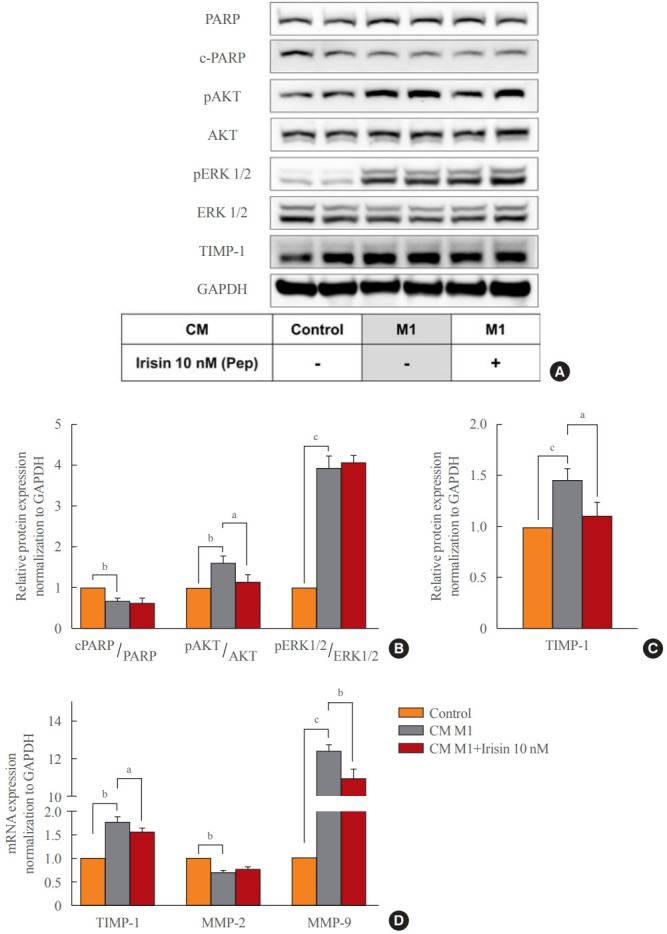 PARP
c-PARP
pAKT
AKT
pERK 1/2
ERK 1/2
TIMP-1
GAPDH
CM Control M1 M1
Irisin 10 nM (Pep) - - +
A
Relative protein expression
normalization to GAPDH
5
4
3
2
1
0
b
b
a
c
cPARP/PARP pAKT/AKT pERK1/2/ERK1/2
B
Relative protein expression
normalization to GAPDH
2.0
1.5
1.0
0.5
0
c
a
TIMP-1
C
mRNA expression
normalization to GAPDH
14
12
10
2.0
1.5
1.0
0.5
0.0
b
a
b
c
b
TIMP-1 MMP-2 MMP-9
Control
CM M1
CM M1+Irisin 10 nM
D